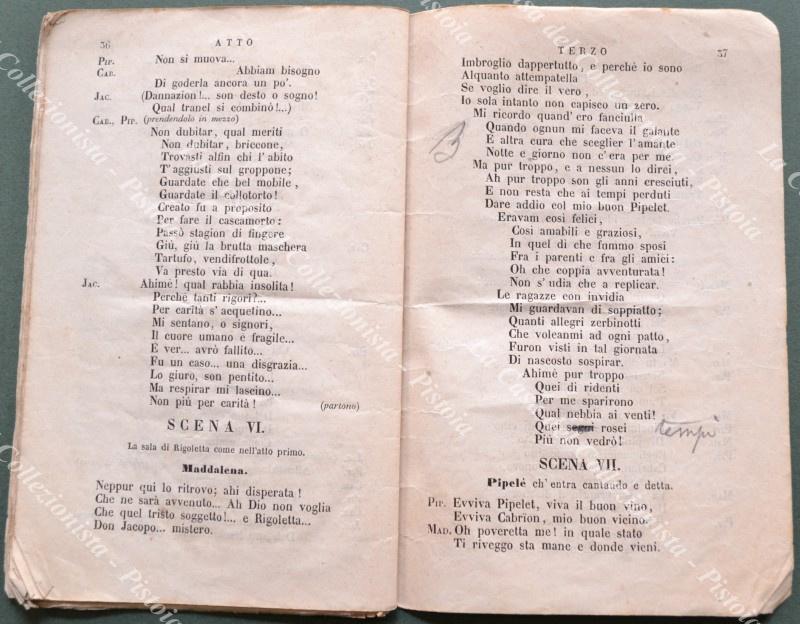 36 ATTO
PIP. Non si muova...
CAB. Abbiam bisogno
Di goderla ancora un po'.
JAC. (Dannazion!... son desto o sogno!
Qual tranel si combinò!...)
CAB., PIP. (prendendolo in mezzo)
Non dubitar, qual meriti
Non dubitar, briccone,
Trovasti alfin chi l'abito
T'aggiusti sul groppone;
Guardate che bel mobile,
Guardate il collotorto!
Creato fu a proposito
Per fare il cascamorto:
Passò stagion di fingere
Giù, giù la brutta maschera
Tartufo, vendifrottole,
Va presto via di qua.
JAC. Ahimè! qual rabbia insolita!
Perchè tanti rigori?...
Per carità s'acquetino...
Mi sentano, o signori,
Il cuore umano e fragile...
E ver... avrò fallito...
Fu un caso... una disgrazia...
Lo giuro, son pentito...
Ma respirar mi lascino...
Non più per carità! (partono)
SCENA VI.
La sala di Rigoletta come nell'atto primo.
Maddalena.
Neppur qui lo ritrovo; ahi disperata!
Che ne sarà avvenuto... Ah Dio non voglia
Che quel tristo soggetto!... e Rigoletta...
Don Jacopo... mistero.
TERZO 37
Imbroglio dappertutto, e perchè io sono
Alquanto attempatella
Se voglio dire il vero,
Io sola intanto non capisco un zero.
Mi ricordo quand'ero fanciulla
Quando ognun mi faceva il galante
E altra cura che sceglier l'amante
Notte e giorno non c'era per me.
Ma pur troppo, e a nessun lo direi,
Ah pur troppo son gli anni cresciuti,
E non resta che ai tempi perduti
Dare addio col mio buon Pipelet.
Eravam così felici,
Così amabili e graziosi,
In quel dì che fummo sposi
Fra i parenti e fra gli amici:
Oh che coppia avventurata!
Non s'udia che a replicar.
Le ragazze con invidia
Mi guardavan di soppiatto;
Quanti allegri zerbinotti
Che voleanmi ad ogni patto,
Furon visti in tal giornata
Di nascosto sospirar.
Ahimè pur troppo
Quei dì ridenti
Per me sparirono
Qual nebbia ai venti!
Quei sogni rosei tempi
Più non vedrò!
SCENA VII.
Pipelè ch'entra cantando e detta.
PIP. Evviva Pipelet, viva il buon vino,
Evviva Cabrion, mio buon vicino.
MAD. Oh poveretta me! in quale stato
Ti riveggo sta mane e donde vieni.
La Casa del Collezionista - Pistoia